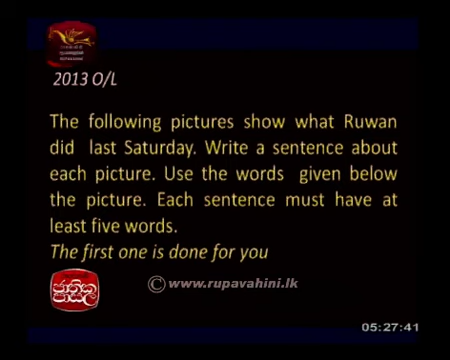 2013 O/L
The following pictures show what Ruwan
did last Saturday. Write a sentence about
each picture. Use the words given below
the picture. Each sentence must have at
least five words.
The first one is done for you
ජාතික
පාසල
© www.rupavahini.lk
05:27:41